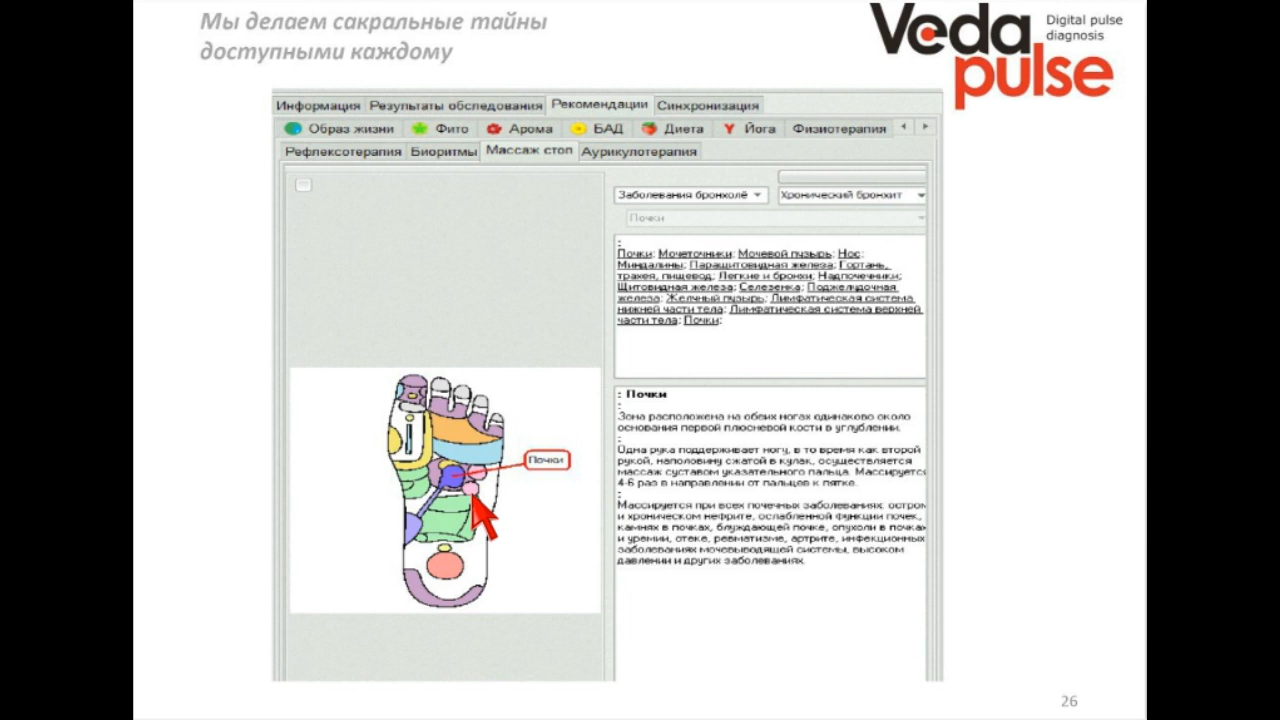 Мы делаем сакральные тайны
доступными каждому
Veda
pulse
Digital pulse
diagnosis
Информация Результаты обследования Рекомендации Синхронизация
Образ жизни Фито Арома БАД Диета Йога Физиотерапия
Рефлексотерапия Биоритмы Массаж стоп Аурикулотерапия
Заболевания бронхолё Хронический бронхит
Почки
:
Почки; Мочеточники; Мочевой пузырь; Нос;
Миндалины; Паращитовидная железа; Гортань,
трахея, пищевод; Легкие и бронхи; Надпочечники;
Щитовидная железа; Селезенка; Поджелудочная
железа; Желчный пузырь; Лимфатическая система
нижней части тела; Лимфатическая система верхней
части тела; Почки;
: Почки
:
Зона расположена на обеих ногах одинаково около
основания первой плюсневой кости в углублении.
:
Одна рука поддерживает ногу, в то время как второй
рукой, наполовину сжатой в кулак, осуществляется
массаж суставом указательного пальца. Массируется
4-6 раз в направлении от пальцев к пятке.
:
Массируется при всех почечных заболеваниях: остром
и хроническом нефрите, ослабленной функции почек,
камнях в почках, блуждающей почке, опухоли в почках
и уремии, отеке, ревматизме, артрите, инфекционных
заболеваниях мочевыводящей системы, высоком
давлении и других заболеваниях.
Почки
26